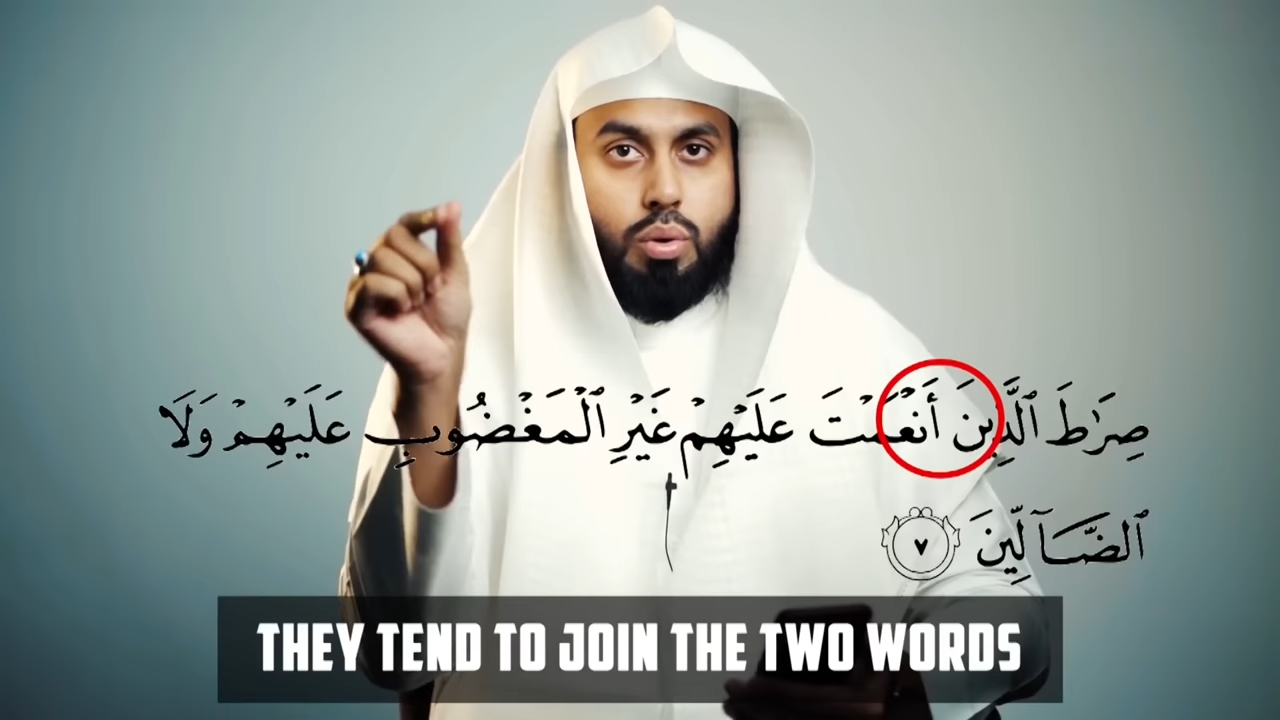 صِرَٰطَ ٱلَّذِينَ أَنْعَمْتَ عَلَيْهِمْ غَيْرِ ٱلْمَغْضُوبِ عَلَيْهِمْ وَلَا
ٱلضَّآلِّينَ ٧
THEY TEND TO JOIN THE TWO WORDS